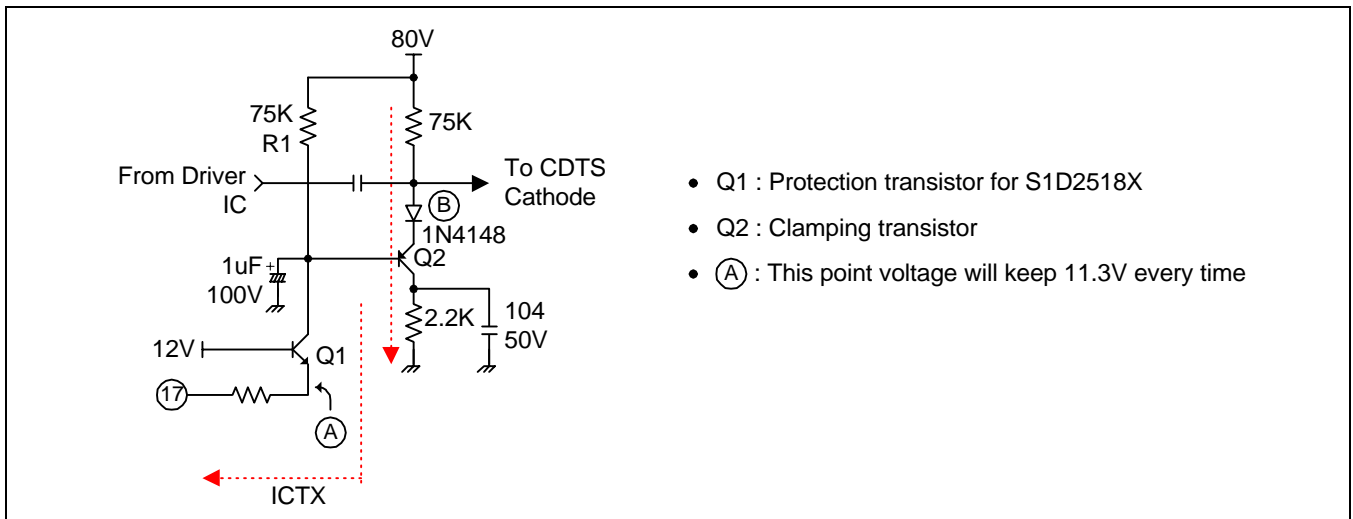 80V
75K
R1
75K
From Driver
IC
To CDTS
Cathode
B
1N4148
Q2
1uF +
100V
2.2K
104
50V
12V
Q1
17
A
ICTX
• Q1 : Protection transistor for S1D2518X
• Q2 : Clamping transistor
• A : This point voltage will keep 11.3V every time